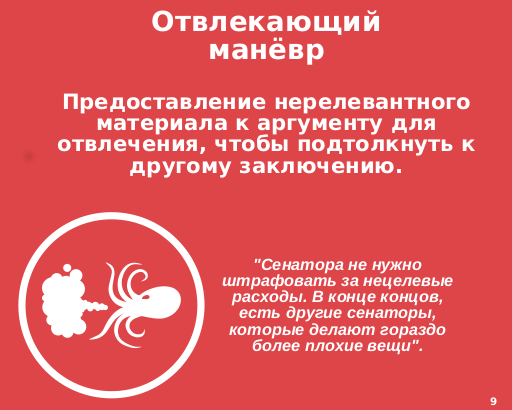 Отвлекающий
манёвр
Предоставление нерелевантного
материала к аргументу для
отвлечения, чтобы подтолкнуть к
другому заключению.
"Сенатора не нужно
штрафовать за нецелевые
расходы. В конце концов,
есть другие сенаторы,
которые делают гораздо
более плохие вещи".
9